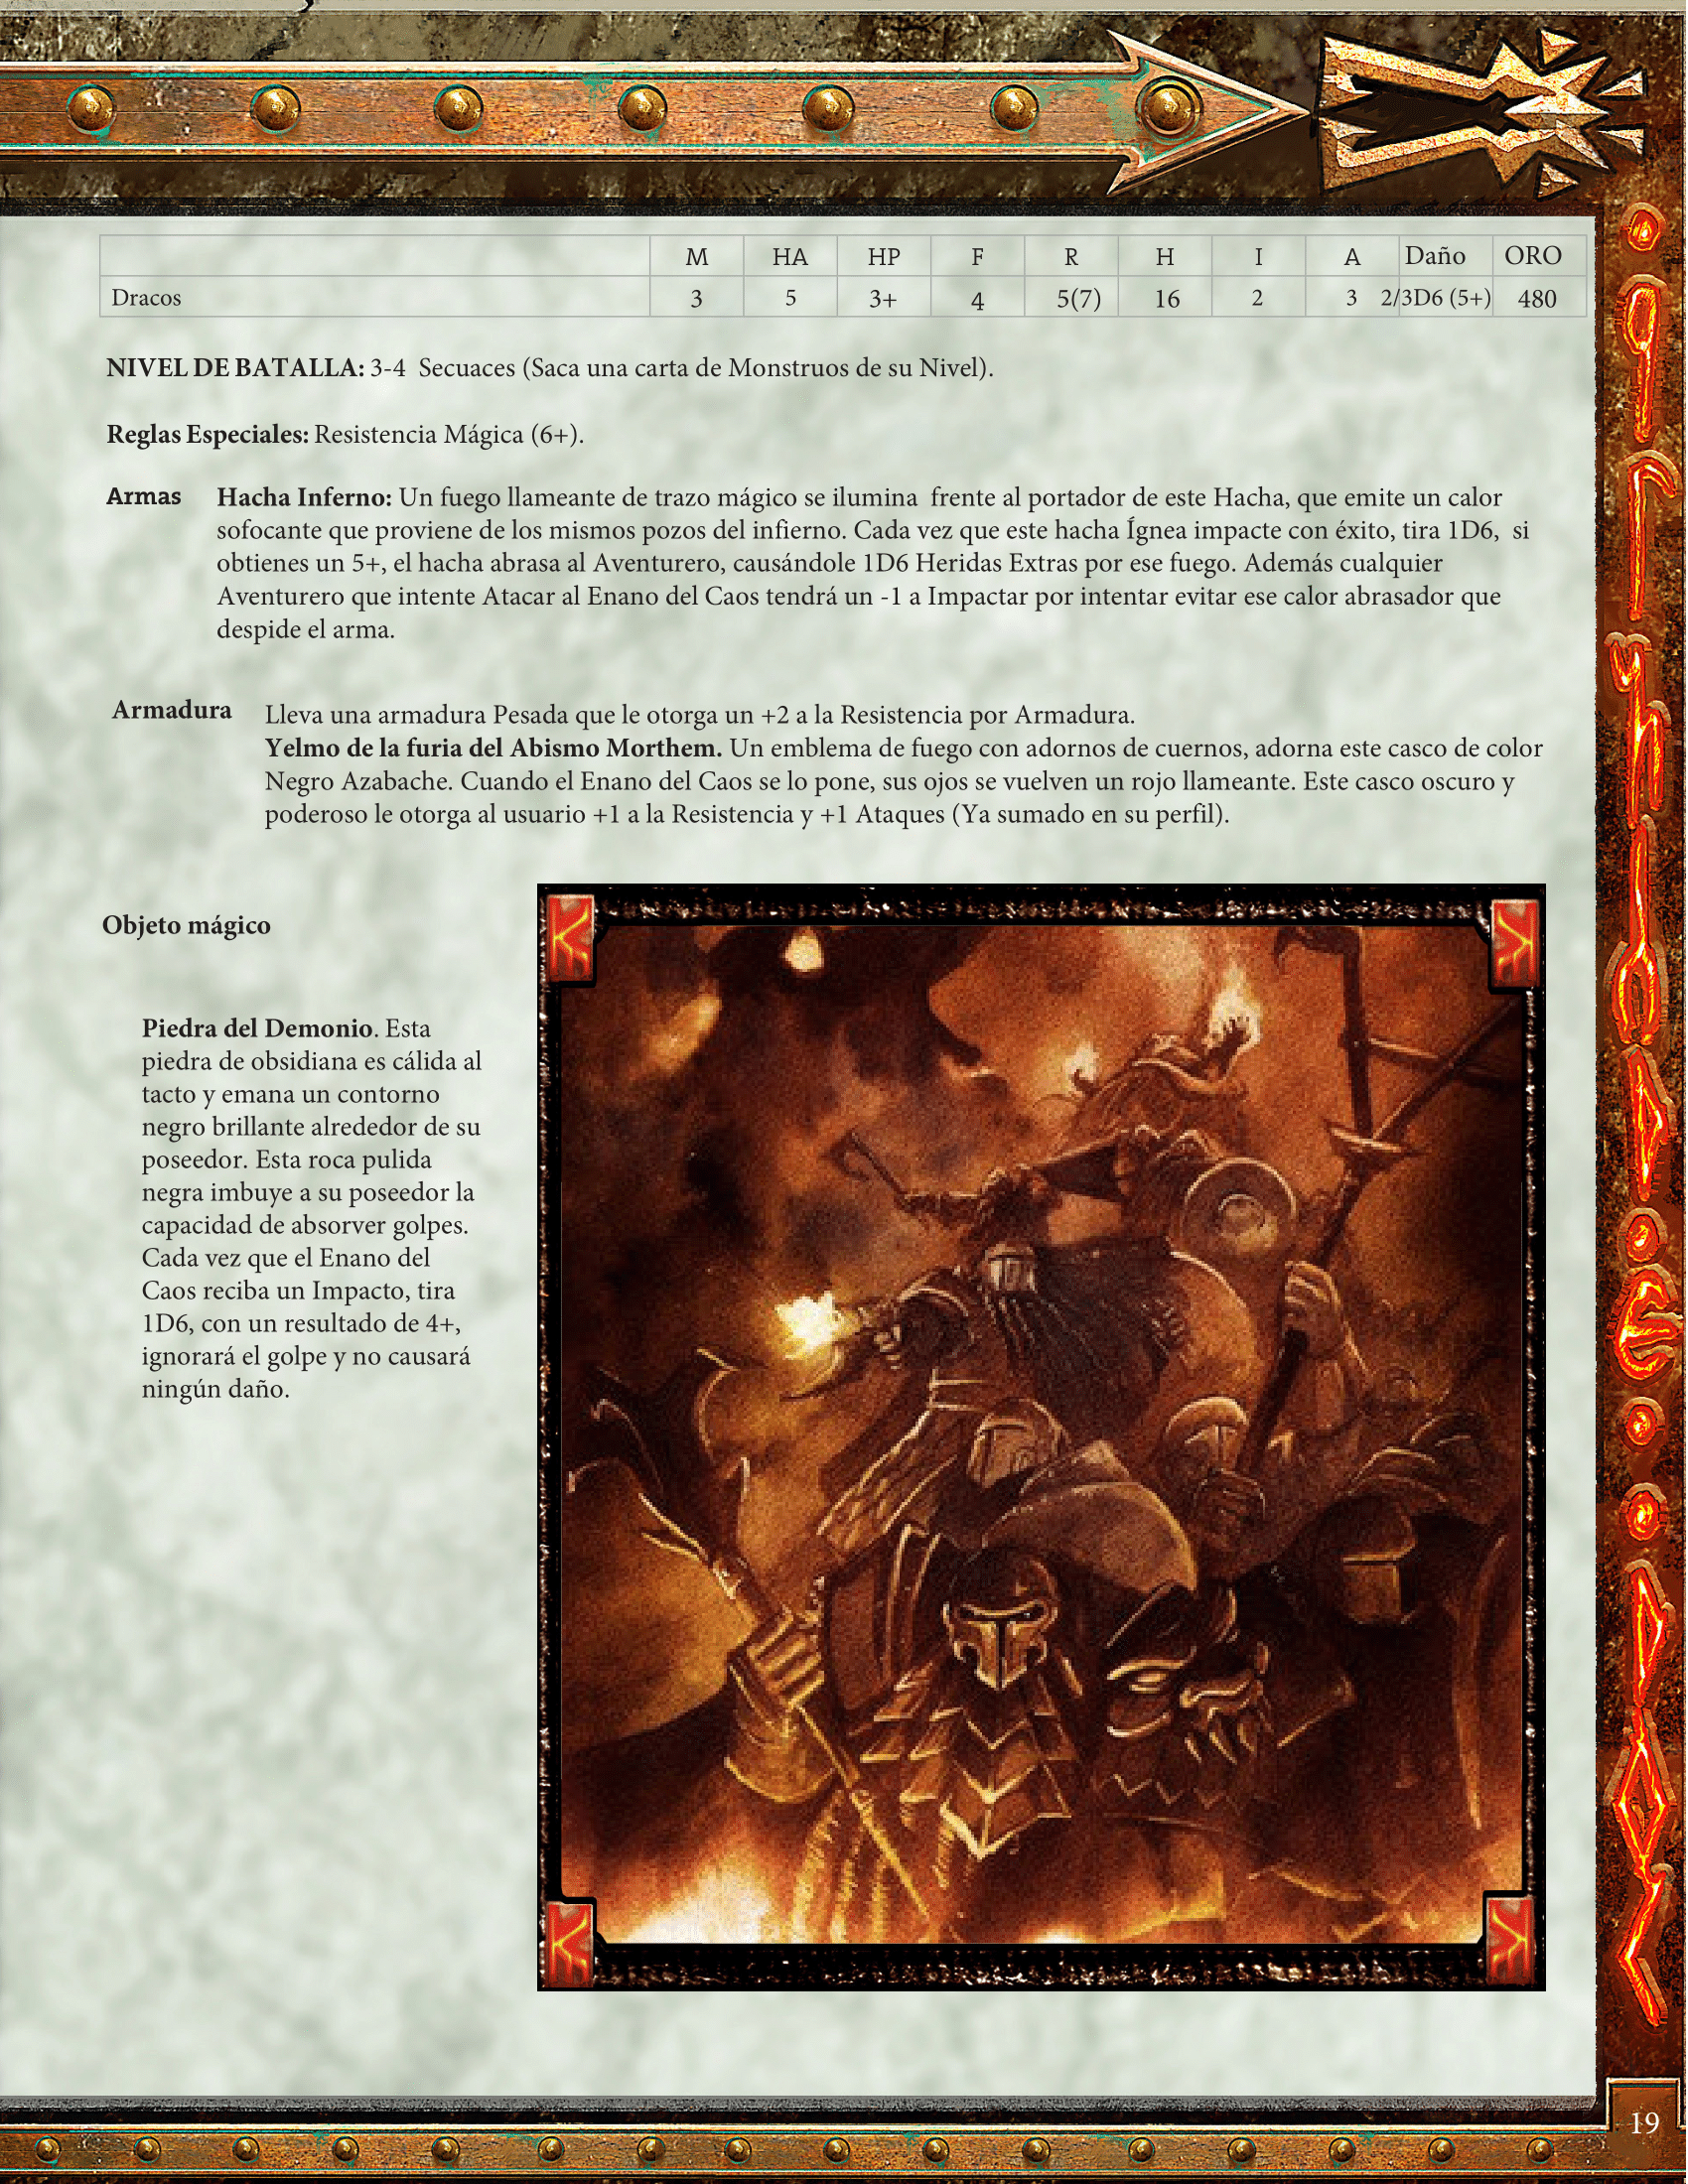 M HA HP F R H I A Daño ORO
Dracos 3 5 3+ 4 5(7) 16 2 3 2/3D6 (5+) 480
NIVEL DE BATALLA: 3-4 Secuaces (Saca una carta de Monstruos de su Nivel).
Reglas Especiales: Resistencia Mágica (6+).
Armas Hacha Inferno: Un fuego llameante de trazo mágico se ilumina frente al portador de este Hacha, que emite un calor
sofocante que proviene de los mismos pozos del infierno. Cada vez que este hacha Ígnea impacte con éxito, tira 1D6, si
obtienes un 5+, el hacha abrasa al Aventurero, causándole 1D6 Heridas Extras por ese fuego. Además cualquier
Aventurero que intente Atacar al Enano del Caos tendrá un -1 a Impactar por intentar evitar ese calor abrasador que
despide el arma.
Armadura Lleva una armadura Pesada que le otorga un +2 a la Resistencia por Armadura.
Yelmo de la furia del Abismo Morthem. Un emblema de fuego con adornos de cuernos, adorna este casco de color
Negro Azabache. Cuando el Enano del Caos se lo pone, sus ojos se vuelven un rojo llameante. Este casco oscuro y
poderoso le otorga al usuario +1 a la Resistencia y +1 Ataques (Ya sumado en su perfil).
Objeto mágico
Piedra del Demonio. Esta
piedra de obsidiana es cálida al
tacto y emana un contorno
negro brillante alrededor de su
poseedor. Esta roca pulida
negra imbuye a su poseedor la
capacidad de absorver golpes.
Cada vez que el Enano del
Caos reciba un Impacto, tira
1D6, con un resultado de 4+,
ignorará el golpe y no causará
ningún daño.
19